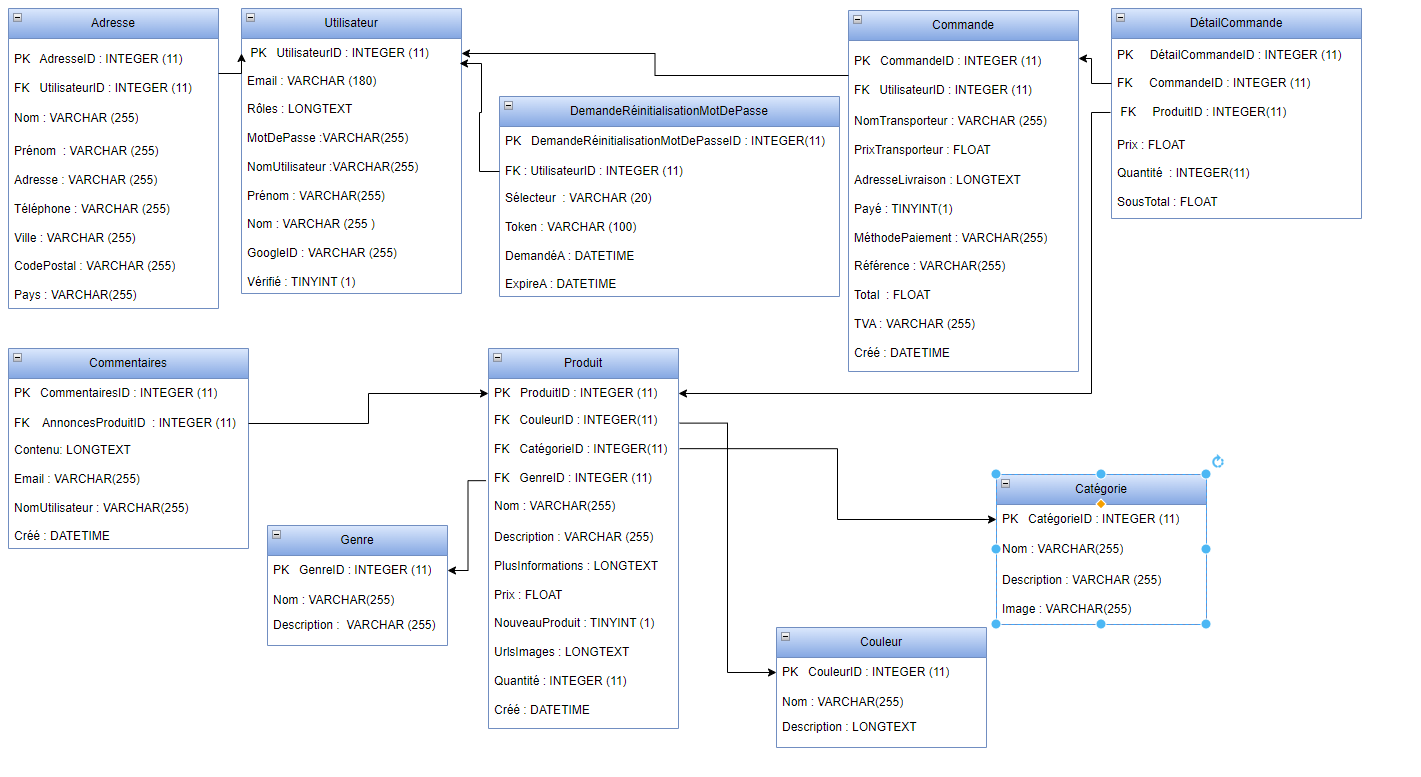 Adresse
PK AdresseID : INTEGER (11)
FK UtilisateurID : INTEGER (11)
Nom : VARCHAR (255)
Prénom : VARCHAR (255)
Adresse : VARCHAR (255)
Téléphone : VARCHAR (255)
Ville : VARCHAR (255)
CodePostal : VARCHAR (255)
Pays : VARCHAR(255)
Utilisateur
PK UtilisateurID : INTEGER (11)
Email : VARCHAR (180)
Rôles : LONGTEXT
MotDePasse :VARCHAR(255)
NomUtilisateur :VARCHAR(255)
Prénom : VARCHAR(255)
Nom : VARCHAR (255 )
GoogleID : VARCHAR (255)
Vérifié : TINYINT (1)
DemandeRéinitialisationMotDePasse
PK DemandeRéinitialisationMotDePasseID : INTEGER(11)
FK : UtilisateurID : INTEGER (11)
Sélecteur : VARCHAR (20)
Token : VARCHAR (100)
DemandéA : DATETIME
ExpireA : DATETIME
Commande
PK CommandeID : INTEGER (11)
FK UtilisateurID : INTEGER (11)
NomTransporteur : VARCHAR (255)
PrixTransporteur : FLOAT
AdresseLivraison : LONGTEXT
Payé : TINYINT(1)
MéthodePaiement : VARCHAR(255)
Référence : VARCHAR(255)
Total : FLOAT
TVA : VARCHAR (255)
Créé : DATETIME
DétailCommande
PK DétailCommandeID : INTEGER (11)
FK CommandeID : INTEGER (11)
FK ProduitID : INTEGER(11)
Prix : FLOAT
Quantité : INTEGER(11)
SousTotal : FLOAT
Commentaires
PK CommentairesID : INTEGER (11)
FK AnnoncesProduitID : INTEGER (11)
Contenu: LONGTEXT
Email : VARCHAR(255)
NomUtilisateur : VARCHAR(255)
Créé : DATETIME
Genre
PK GenreID : INTEGER (11)
Nom : VARCHAR(255)
Description : VARCHAR (255)
Produit
PK ProduitID : INTEGER (11)
FK CouleurID : INTEGER(11)
FK CatégorieID : INTEGER(11)
FK GenreID : INTEGER (11)
Nom : VARCHAR(255)
Description : VARCHAR (255)
PlusInformations : LONGTEXT
Prix : FLOAT
NouveauProduit : TINYINT (1)
UrlsImages : LONGTEXT
Quantité : INTEGER (11)
Créé : DATETIME
Catégorie
PK CatégorieID : INTEGER (11)
Nom : VARCHAR(255)
Description : VARCHAR (255)
Image : VARCHAR(255)
Couleur
PK CouleurID : INTEGER (11)
Nom : VARCHAR(255)
Description : LONGTEXT